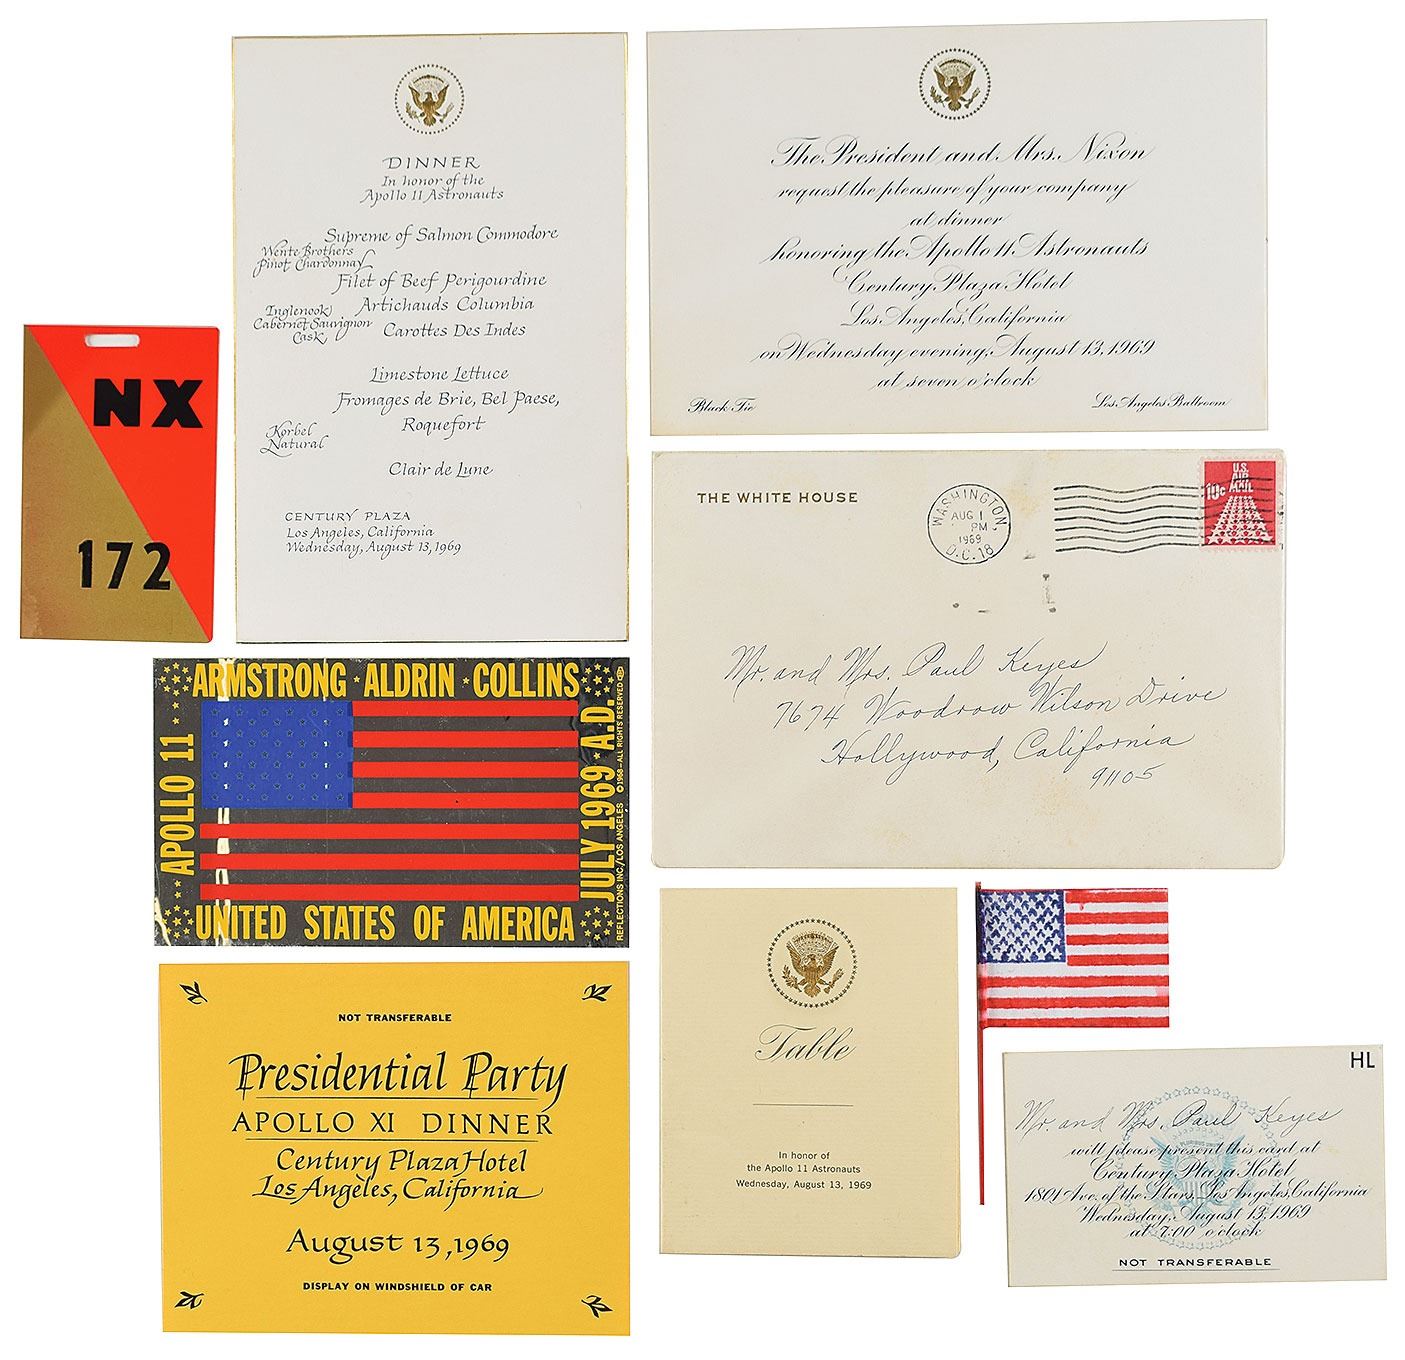 DINNER
In honor of the
Apollo 11 Astronauts
Supreme of Salmon Commodore
Wente Brothers
Pinot Chardonnay
Filet of Beef Perigourdine
Artichauds Columbia
Inglenook
Cabernet Sauvignon
Cask
Carottes Des Indes
Limestone Lettuce
Fromages de Brie, Bel Paese,
Roquefort
Korbel
Natural
Clair de Lune
CENTURY PLAZA
Los Angeles, California
Wednesday, August 13, 1969
The President and Mrs. Nixon
request the pleasure of your company
at dinner
honoring the Apollo 11 Astronauts
Century Plaza Hotel
Los Angeles, California
on Wednesday evening, August 13, 1969
at seven o'clock
Black Tie
Los Angeles Ballroom
NX
172
THE WHITE HOUSE
WASHINGTON
AUG 1
PM
1969
D.C. 18
U.S.
AIR
MAIL
10c
Mr. and Mrs. Paul Keyes
7674 Woodrow Wilson Drive
Hollywood, California
91105
ARMSTRONG · ALDRIN · COLLINS
APOLLO 11
JULY 1969 · A.D.
REFLECTIONS INC./LOS ANGELES ©1968—ALL RIGHTS RESERVED
UNITED STATES OF AMERICA
NOT TRANSFERABLE
Presidential Party
APOLLO XI DINNER
Century Plaza Hotel
Los Angeles, California
August 13, 1969
DISPLAY ON WINDSHIELD OF CAR
Table
In honor of
the Apollo 11 Astronauts
Wednesday, August 13, 1969
HL
Mr. and Mrs. Paul Keyes
will please present this card at
Century Plaza Hotel
1801 Ave. of the Stars, Los Angeles, California
Wednesday, August 13, 1969
at 7:00 o'clock
NOT TRANSFERABLE